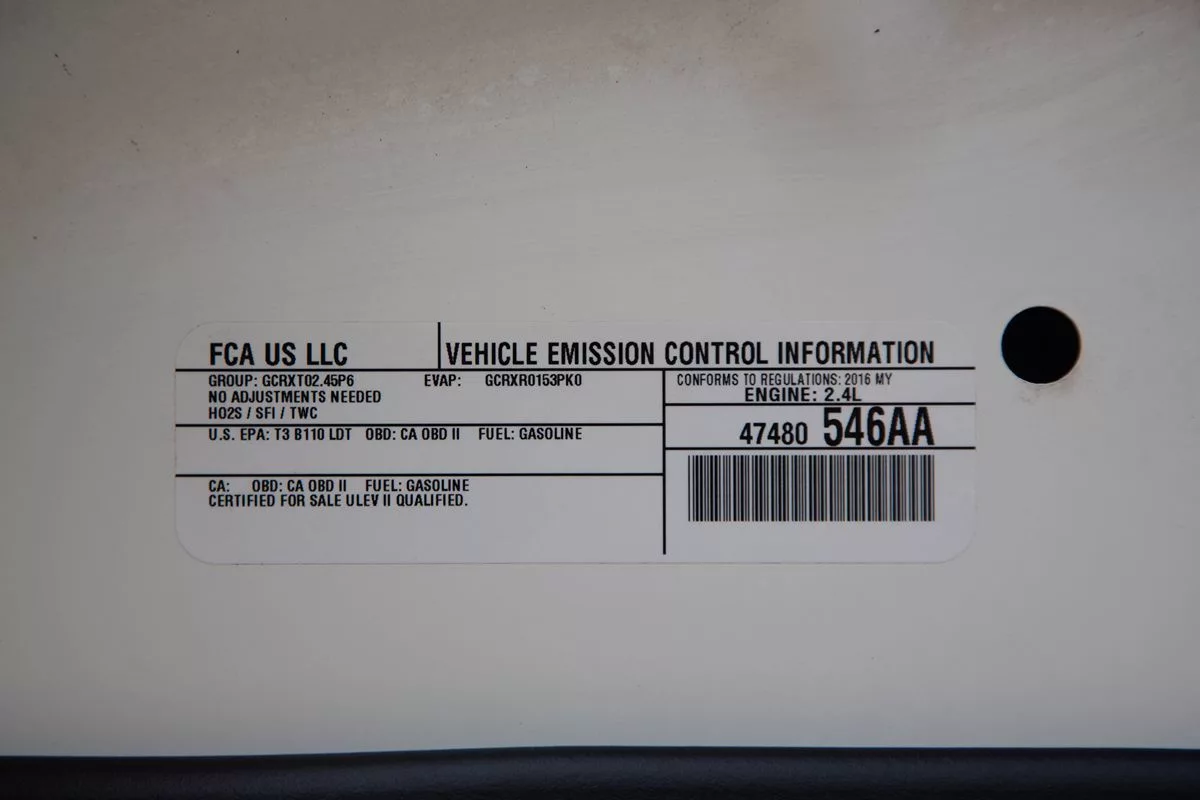 FCA US LLC
VEHICLE EMISSION CONTROL INFORMATION
GROUP: GCRXT02.45P6 EVAP: GCRXR0153PK0
NO ADJUSTMENTS NEEDED
HO2S / SFI / TWC
U.S. EPA: T3 B110 LDT OBD: CA OBD II FUEL: GASOLINE
CA: OBD: CA OBD II FUEL: GASOLINE
CERTIFIED FOR SALE ULEV II QUALIFIED.
CONFORMS TO REGULATIONS: 2016 MY
ENGINE: 2.4L
47480 546AA